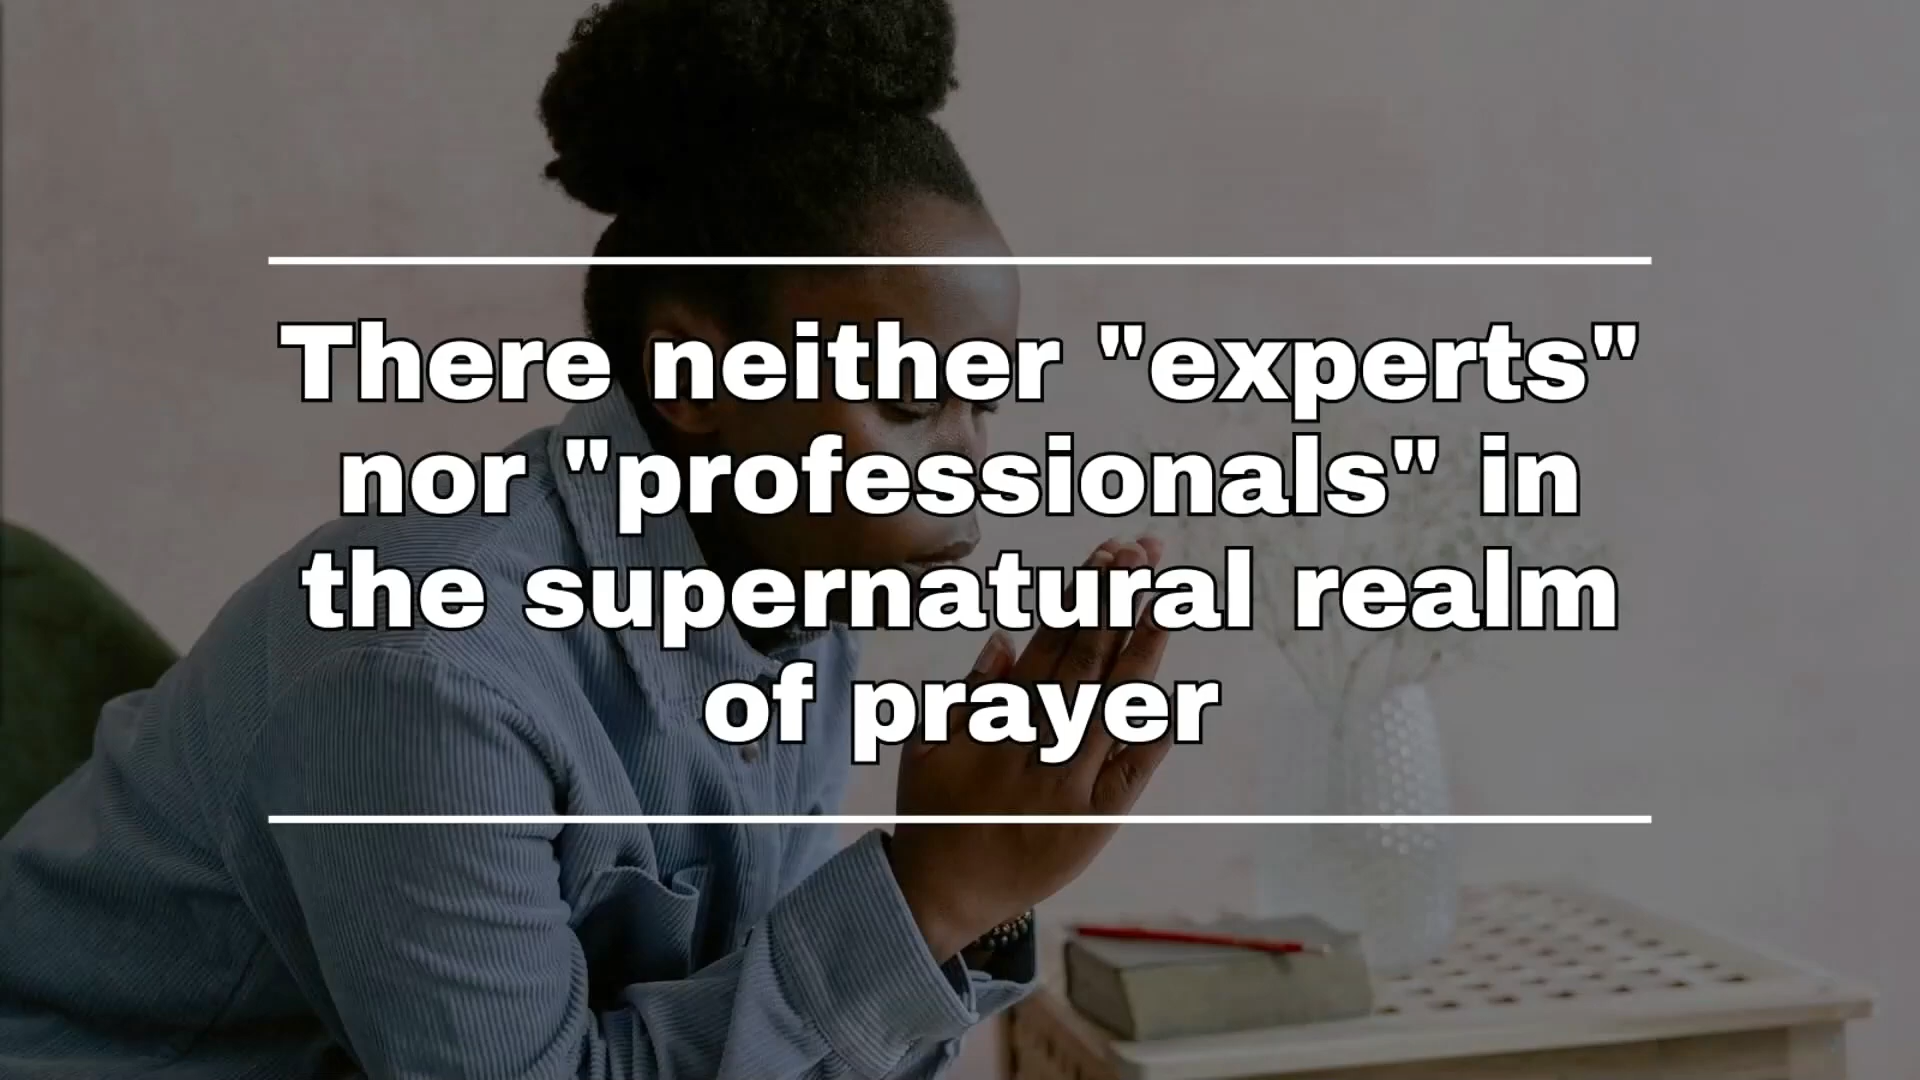 There neither "experts"
nor "professionals" in
the supernatural realm
of prayer